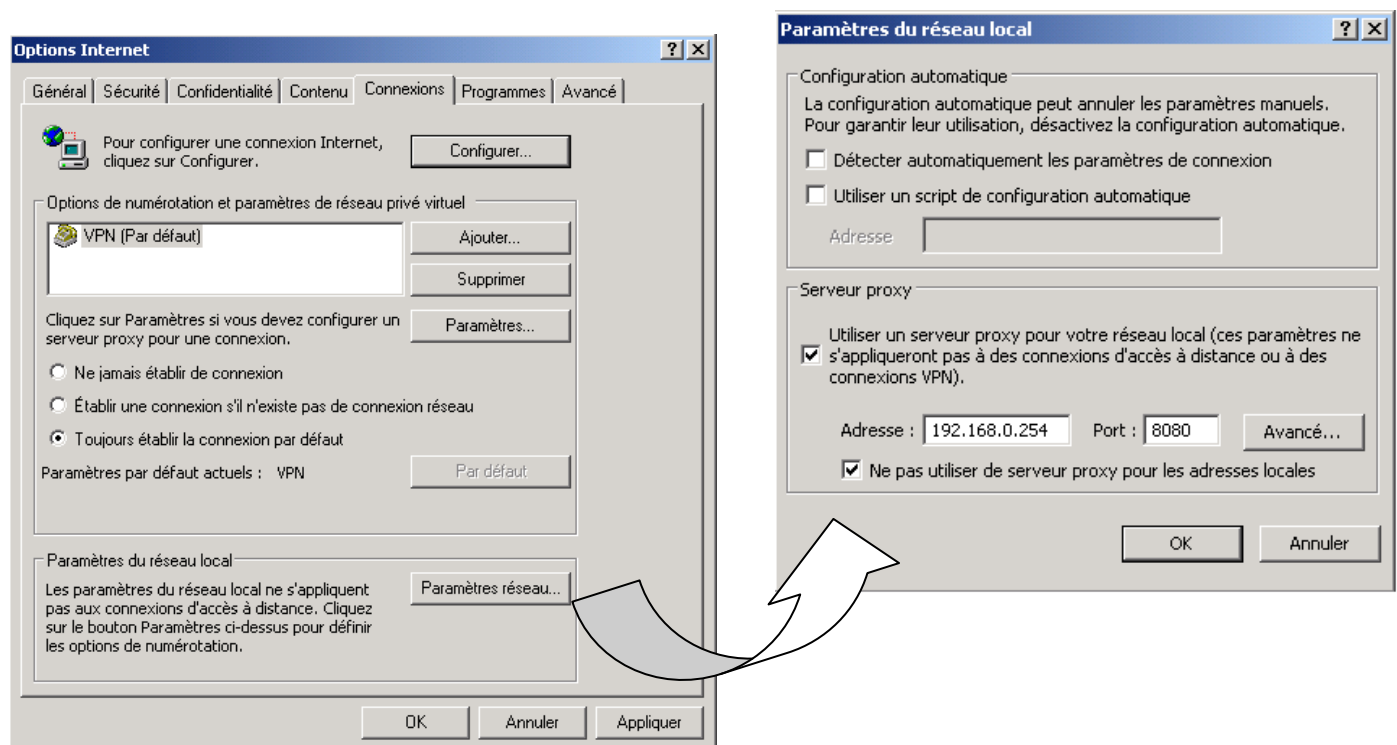 Options Internet
Général Sécurité Confidentialité Contenu Connexions Programmes Avancé
Pour configurer une connexion Internet,
cliquez sur Configurer.
Configurer...
Options de numérotation et paramètres de réseau privé virtuel
VPN (Par défaut)
Ajouter...
Supprimer
Cliquez sur Paramètres si vous devez configurer un
serveur proxy pour une connexion.
Paramètres...
Ne jamais établir de connexion
Établir une connexion s'il n'existe pas de connexion réseau
Toujours établir la connexion par défaut
Paramètres par défaut actuels : VPN
Par défaut
Paramètres du réseau local
Les paramètres du réseau local ne s'appliquent
pas aux connexions d'accès à distance. Cliquez
sur le bouton Paramètres ci-dessus pour définir
les options de numérotation.
Paramètres réseau...
OK Annuler Appliquer
Paramètres du réseau local
Configuration automatique
La configuration automatique peut annuler les paramètres manuels.
Pour garantir leur utilisation, désactivez la configuration automatique.
Détecter automatiquement les paramètres de connexion
Utiliser un script de configuration automatique
Adresse
Serveur proxy
Utiliser un serveur proxy pour votre réseau local (ces paramètres ne
s'appliqueront pas à des connexions d'accès à distance ou à des
connexions VPN).
Adresse : 192.168.0.254 Port : 8080 Avancé...
Ne pas utiliser de serveur proxy pour les adresses locales
OK Annuler